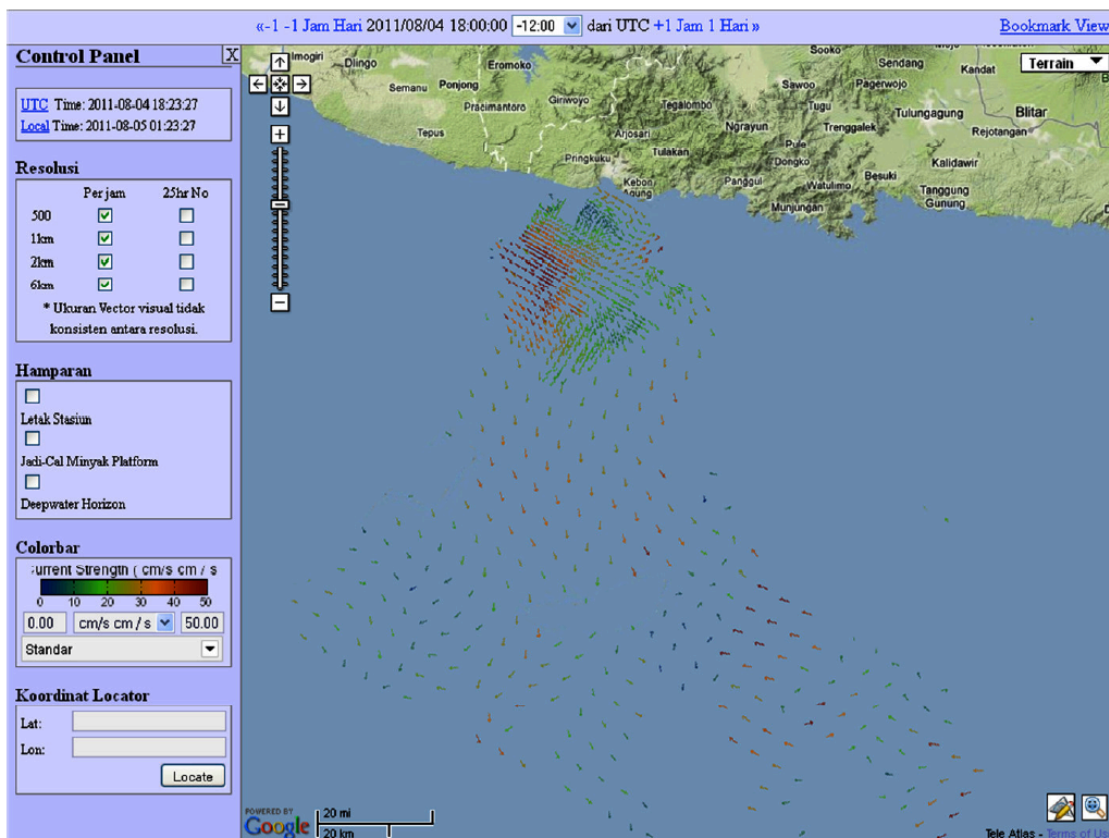 «-1 -1 Jam Hari 2011/08/04 18:00:00 -12:00 dari UTC +1 Jam 1 Hari »
Bookmark View
Control Panel
X
UTC Time: 2011-08-04 18:23:27
Local Time: 2011-08-05 01:23:27
Resolusi
Per jam 25hr No
500
1km
2km
6km
* Ukuran Vector visual tidak
konsisten antara resolusi.
Hamparan
Letak Stasiun
Jadi-Cal Minyak Platform
Deepwater Horizon
Colorbar
Current Strength ( cm/s cm / s
0 10 20 30 40 50
0.00 cm/s cm / s 50.00
Standar
Koordinat Locator
Lat:
Lon:
Locate
Terrain
Imogiri
Dlingo
Eromoko
Semanu
Ponjong
Pracimantoro
Giriwoyo
Tepus
Tegalombo
Arjosari
Pringkuku
Tulakan
Kebon
Agung
Panggul
Ngrayun
Sooko
Sawoo
Tugu
Trenggalek
Pule
Dongko
Watulimo
Munjungan
Besuki
Sendang
Pagerwojo
Tulungagung
Kandat
Blitar
Rejotangan
Kalidawir
Tanggung
Gunung
POWERED BY
Google
20 mi
20 km
Tele Atlas - Terms of Us